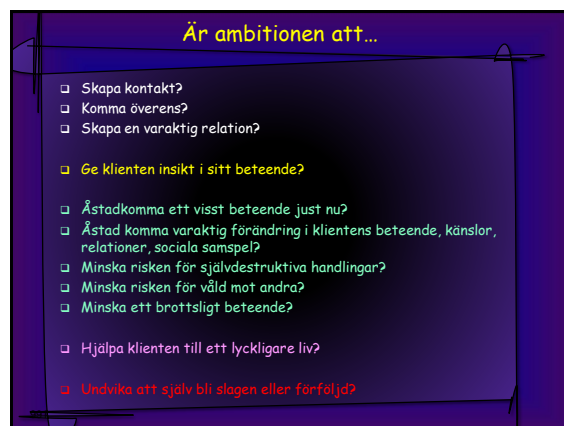 Är ambitionen att…
❑ Skapa kontakt?
❑ Komma överens?
❑ Skapa en varaktig relation?
❑ Ge klienten insikt i sitt beteende?
❑ Åstadkomma ett visst beteende just nu?
❑ Åstad komma varaktig förändring i klientens beteende, känslor,
relationer, sociala samspel?
❑ Minska risken för självdestruktiva handlingar?
❑ Minska risken för våld mot andra?
❑ Minska ett brottsligt beteende?
❑ Hjälpa klienten till ett lyckligare liv?
❑ Undvika att själv bli slagen eller förföljd?